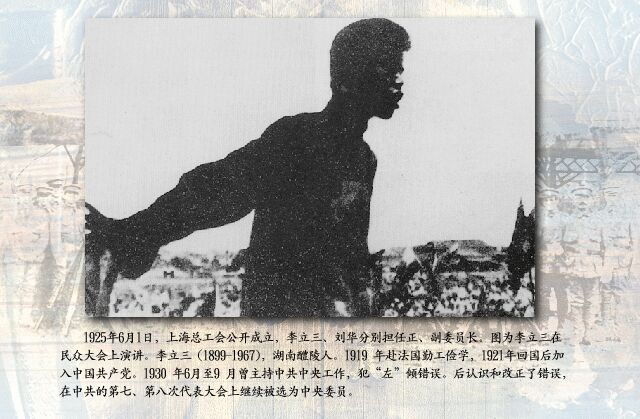 1925年6月1日，上海总工会公开成立，李立三、刘华分别担任正、副委员长。图为李立三在
民众大会上演讲。李立三（1899-1967），湖南醴陵人。1919 年赴法国勤工俭学，1921年回国后加
入中国共产党。1930 年6月至9 月曾主持中共中央工作，犯“左”倾错误。后认识和改正了错误，
在中共的第七、第八次代表大会上继续被选为中央委员。